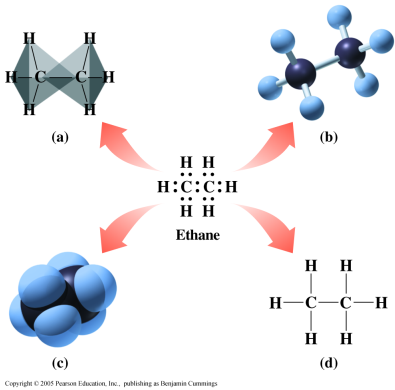 H H
H C C H
H H
(a)
(b)
H H
H : C : C : H
H H
Ethane
(c)
H H
H — C — C — H
H H
(d)
Copyright © 2005 Pearson Education, Inc., publishing as Benjamin Cummings